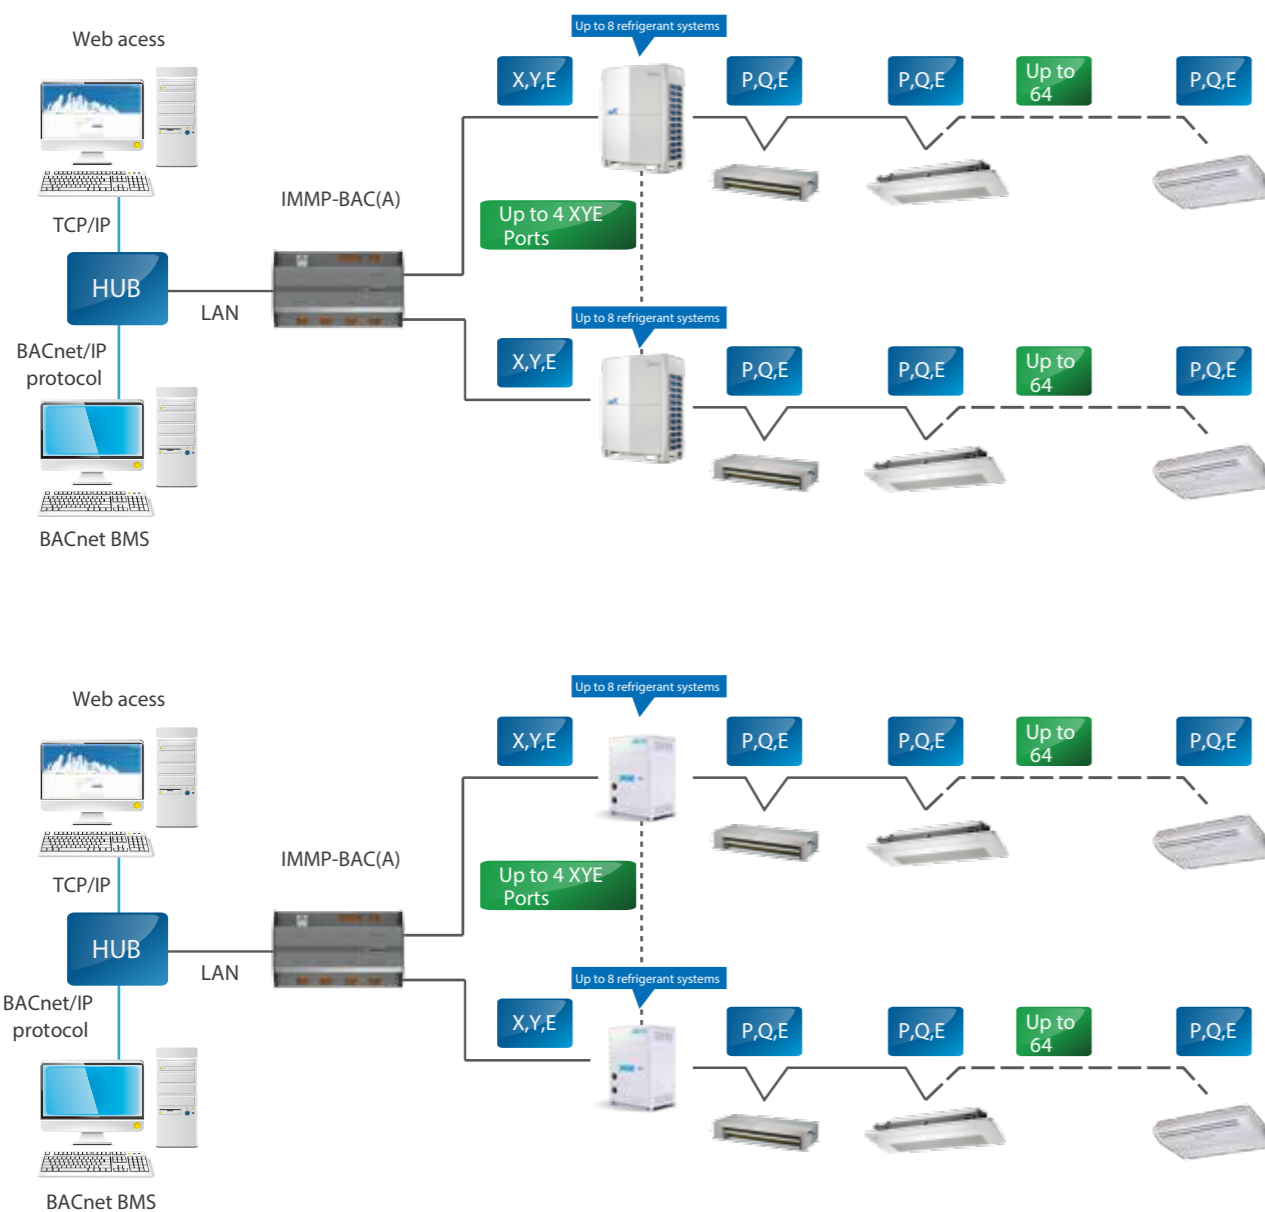 Up to 8 refrigerant systems
Web acess
X,Y,E
P,Q,E
P,Q,E
Up to
64
P,Q,E
IMMP-BAC(A)
TCP/IP
Up to 4 XYE
Ports
HUB
LAN
Up to 8 refrigerant systems
BACnet/IP
protocol
X,Y,E
P,Q,E
P,Q,E
Up to
64
P,Q,E
BACnet BMS
Up to 8 refrigerant systems
Web acess
X,Y,E
P,Q,E
P,Q,E
Up to
64
P,Q,E
IMMP-BAC(A)
TCP/IP
Up to 4 XYE
Ports
HUB
LAN
Up to 8 refrigerant systems
BACnet/IP
protocol
X,Y,E
P,Q,E
P,Q,E
Up to
64
P,Q,E
BACnet BMS